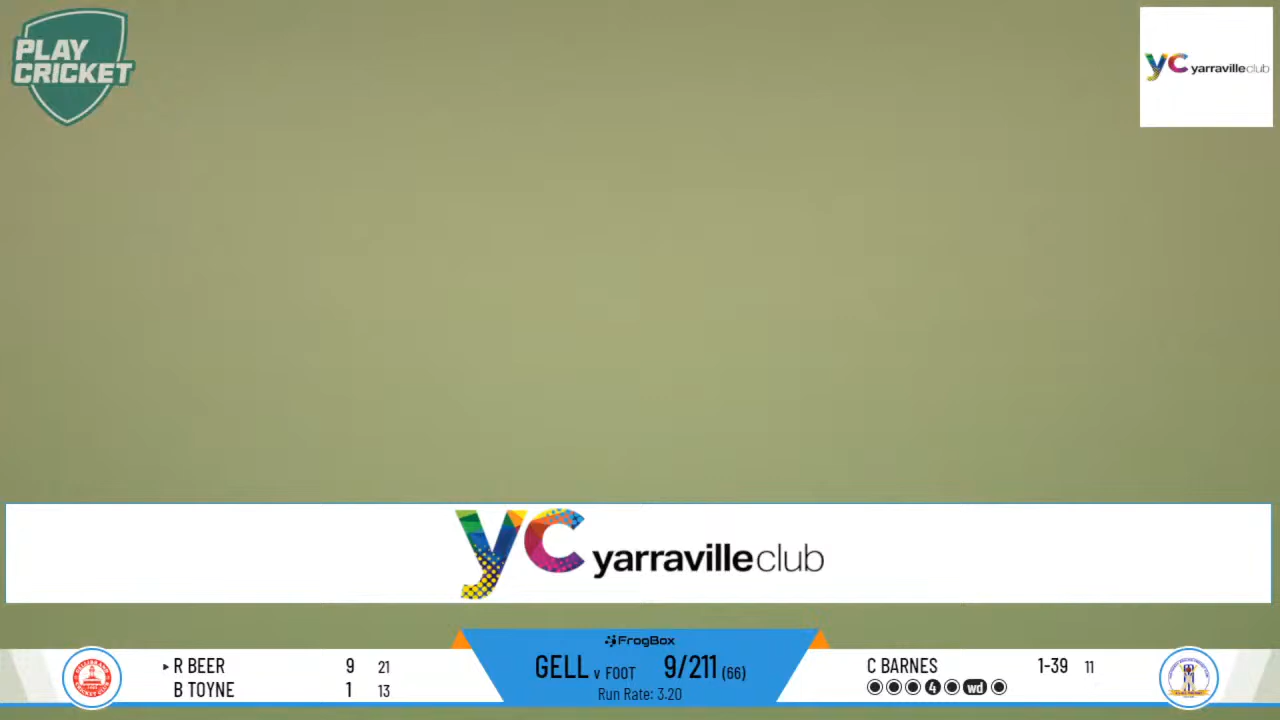 PLAY
CRICKET
yc yarravilleclub
yc yarravilleclub
FrogBox
R BEER 9 21
B TOYNE 1 13
GELL v FOOT 9/211 (66)
Run Rate: 3.20
C BARNES 1-39 11
4 wd